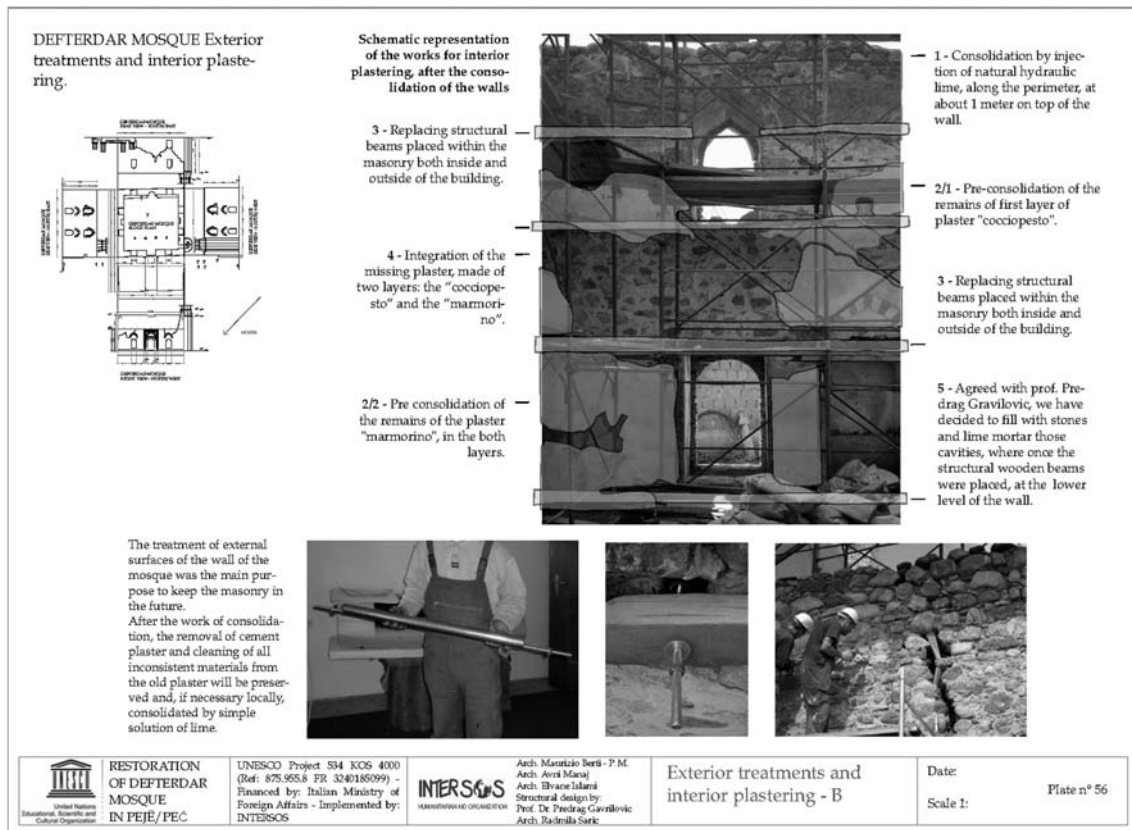 DEFTERDAR MOSQUE Exterior
treatments and interior plaste-
ring.
Schematic representation
of the works for interior
plastering, after the conso-
lidation of the walls
3 - Replacing structural
beams placed within the
masonry both inside and
outside of the building.
4 - Integration of the
missing plaster, made of
two layers: the "cocciope-
sto" and the "marmori-
no".
2/2 - Pre consolidation of
the remains of the plaster
"marmorino", in the both
layers.
1 - Consolidation by injec-
tion of natural hydraulic
lime, along the perimeter, at
about 1 meter on top of the
wall.
2/1 - Pre-consolidation of the
remains of first layer of
plaster "cocciopesto".
3 - Replacing structural
beams placed within the
masonry both inside and
outside of the building.
5 - Agreed with prof. Pre-
drag Gravilovic, we have
decided to fill with stones
and lime mortar those
cavities, where once the
structural wooden beams
were placed, at the lower
level of the wall.
The treatment of external
surfaces of the wall of the
mosque was the main pur-
pose to keep the masonry in
the future.
After the work of consolida-
tion, the removal of cement
plaster and cleaning of all
inconsistent materials from
the old plaster will be preser-
ved and, if necessary locally,
consolidated by simple
solution of lime.
United Nations
Educational, Scientific and
Cultural Organization
RESTORATION
OF DEFTERDAR
MOSQUE
IN PEJË/PEĆ
UNESCO Project 534 KOS 4000
(Ref: 875.955.8 FR 3240185099) -
Financed by: Italian Ministry of
Foreign Affairs - Implemented by:
INTERSOS
INTERSOS
HUMANITARIAN AID ORGANIZATION
Arch. Maurizio Berti - P. M.
Arch. Avni Manaj
Arch. Elvane Islami
Structural design by:
Prof. Dr. Predrag Gavrilovic
Arch. Radmila Saric
Exterior treatments and
interior plastering - B
Date:
Scale 1:
Plate n° 56